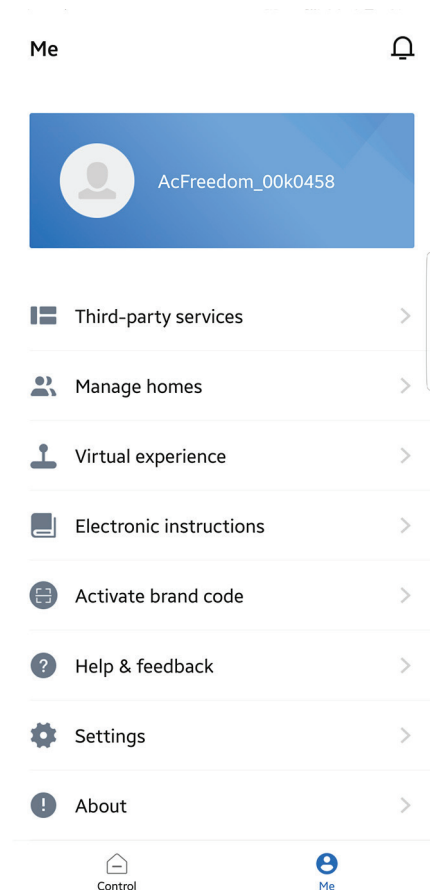 Me
AcFreedom_00k0458
Third-party services
Manage homes
Virtual experience
Electronic instructions
Activate brand code
Help & feedback
Settings
About
Control
Me